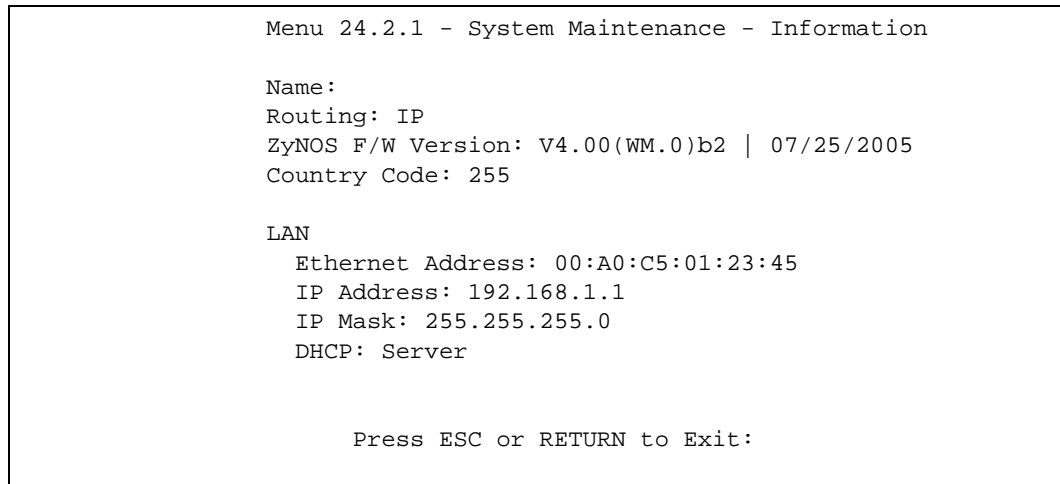 Menu 24.2.1 - System Maintenance - Information
Name:
Routing: IP
ZyNOS F/W Version: V4.00(WM.0)b2 | 07/25/2005
Country Code: 255
LAN
Ethernet Address: 00:A0:C5:01:23:45
IP Address: 192.168.1.1
IP Mask: 255.255.255.0
DHCP: Server
Press ESC or RETURN to Exit: